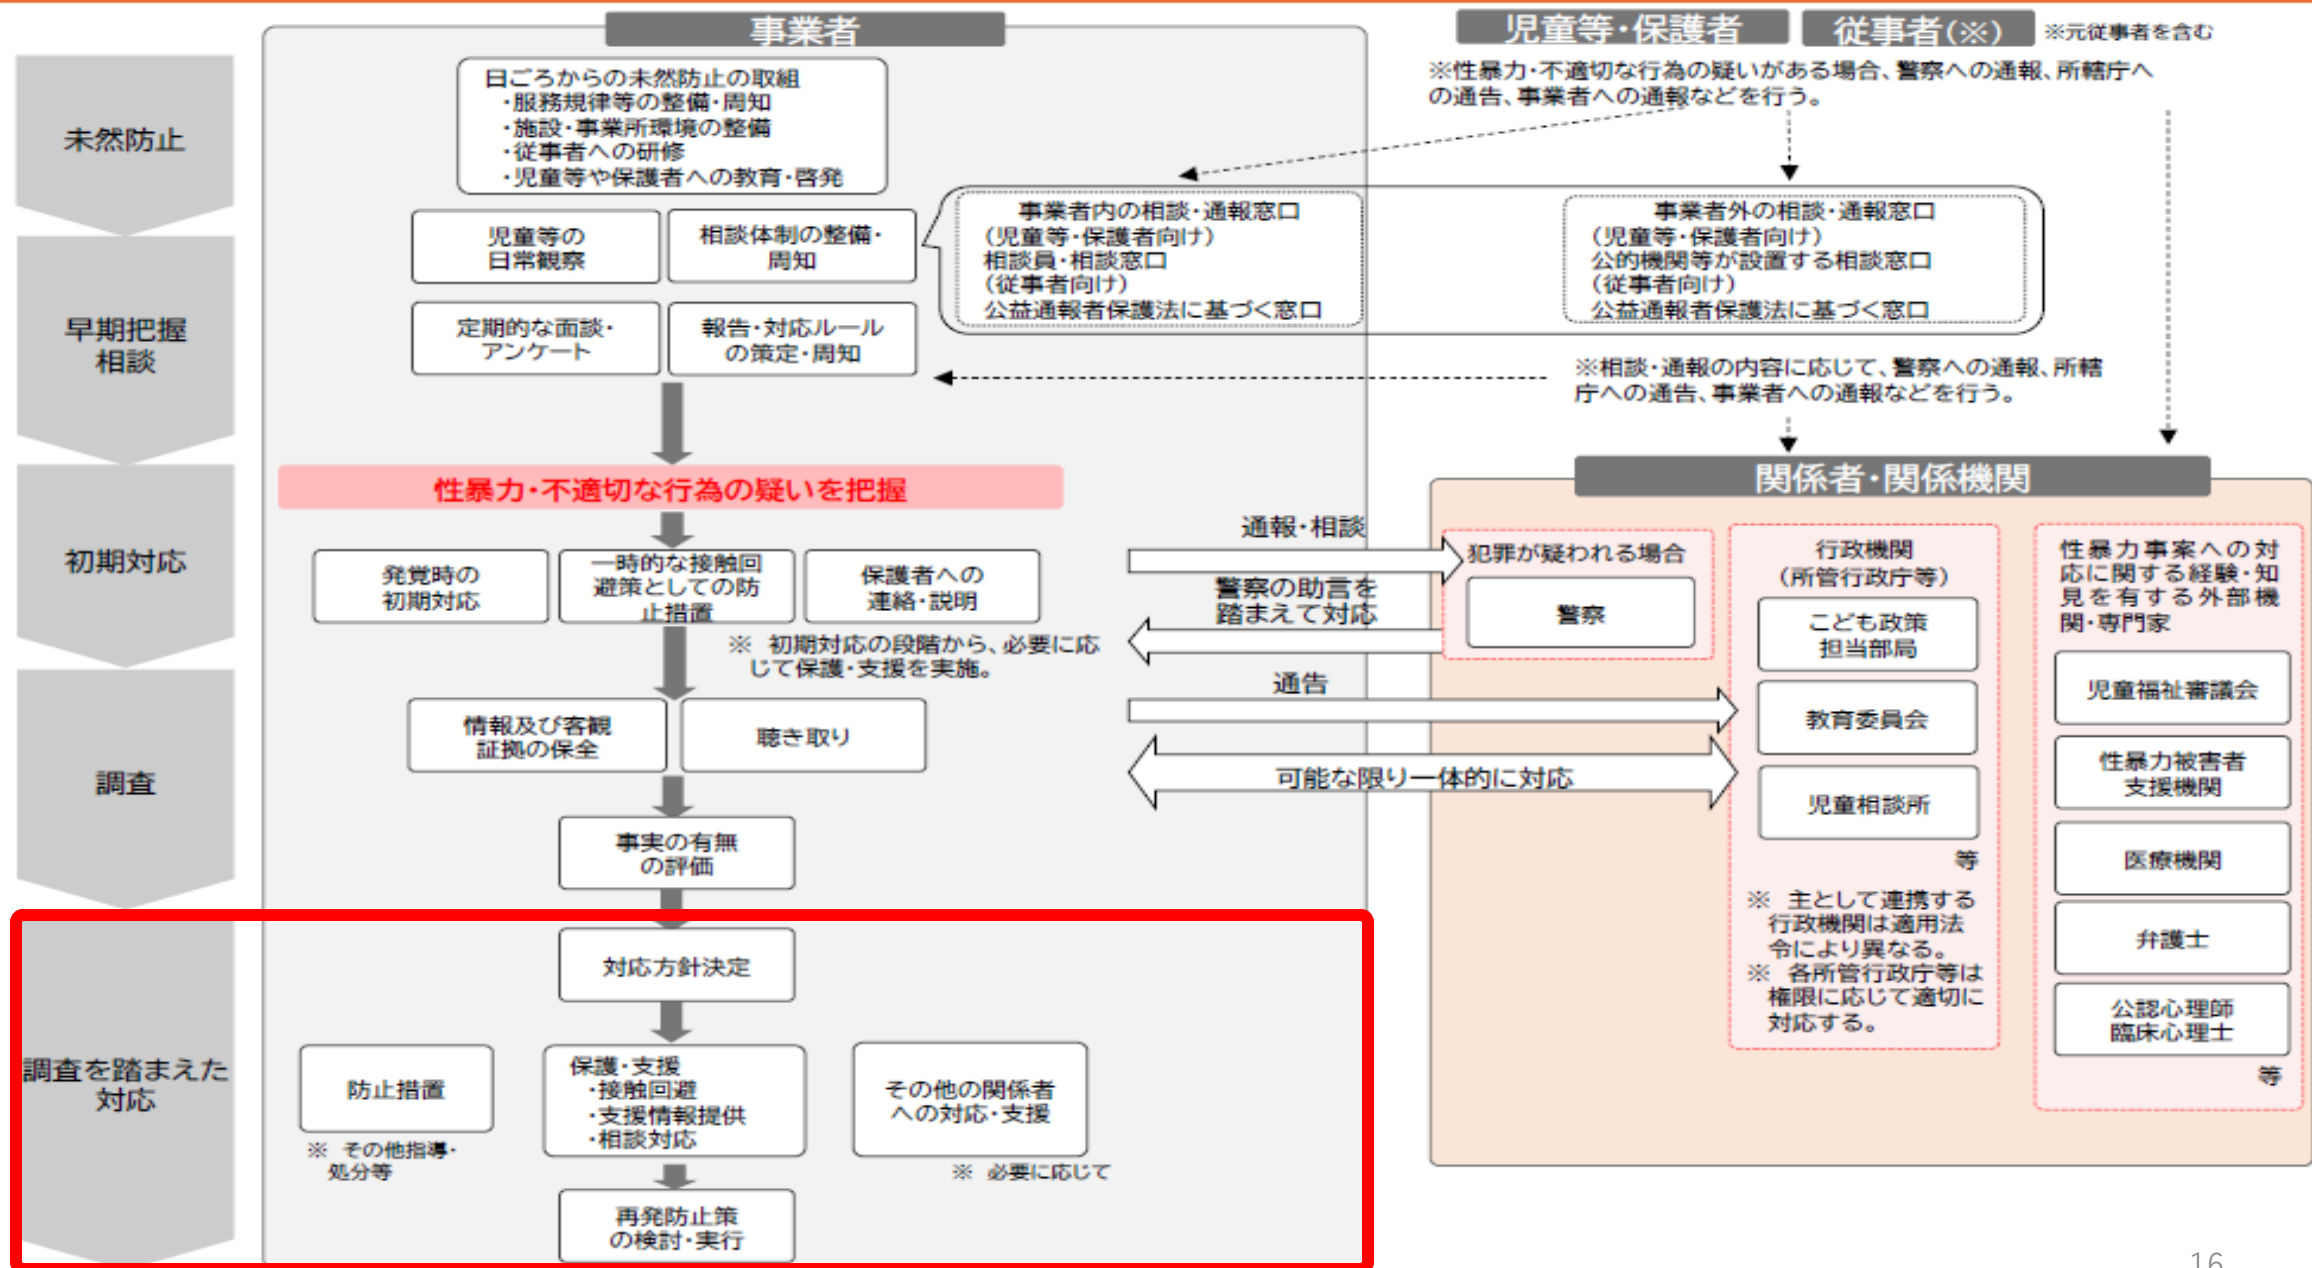 事業者
児童等・保護者
従事者(※)
※元従事者を含む
※性暴力・不適切な行為の疑いがある場合、警察への通報、所轄庁へ
の通告、事業者への通報などを行う。
未然防止
日ごろからの未然防止の取組
・服務規律等の整備・周知
・施設・事業所環境の整備
・従事者への研修
・児童等や保護者への教育・啓発
早期把握
相談
児童等の
日常観察
相談体制の整備・
周知
定期的な面談・
アンケート
報告・対応ルール
の策定・周知
事業者内の相談・通報窓口
(児童等・保護者向け)
相談員・相談窓口
(従事者向け)
公益通報者保護法に基づく窓口
事業者外の相談・通報窓口
(児童等・保護者向け)
公的機関等が設置する相談窓口
(従事者向け)
公益通報者保護法に基づく窓口
※相談・通報の内容に応じて、警察への通報、所轄
庁への通告、事業者への通報などを行う。
性暴力・不適切な行為の疑いを把握
初期対応
発覚時の
初期対応
一時的な接触回
避策としての防
止措置
保護者への
連絡・説明
※ 初期対応の段階から、必要に応
じて保護・支援を実施。
通報・相談
警察の助言を
踏まえて対応
通告
可能な限り一体的に対応
調査
情報及び客観
証拠の保全
聴き取り
事実の有無
の評価
調査を踏まえた
対応
対応方針決定
防止措置
※ その他指導・
処分等
保護・支援
・接触回避
・支援情報提供
・相談対応
その他の関係者
への対応・支援
※ 必要に応じて
再発防止策
の検討・実行
関係者・関係機関
犯罪が疑われる場合
警察
行政機関
(所管行政庁等)
こども政策
担当部局
教育委員会
児童相談所
等
※ 主として連携する
行政機関は適用法
令により異なる。
※ 各所管行政庁等は
権限に応じて適切に
対応する。
性暴力事案への対
応に関する経験・知
見を有する外部機
関・専門家
児童福祉審議会
性暴力被害者
支援機関
医療機関
弁護士
公認心理師
臨床心理士
等
16